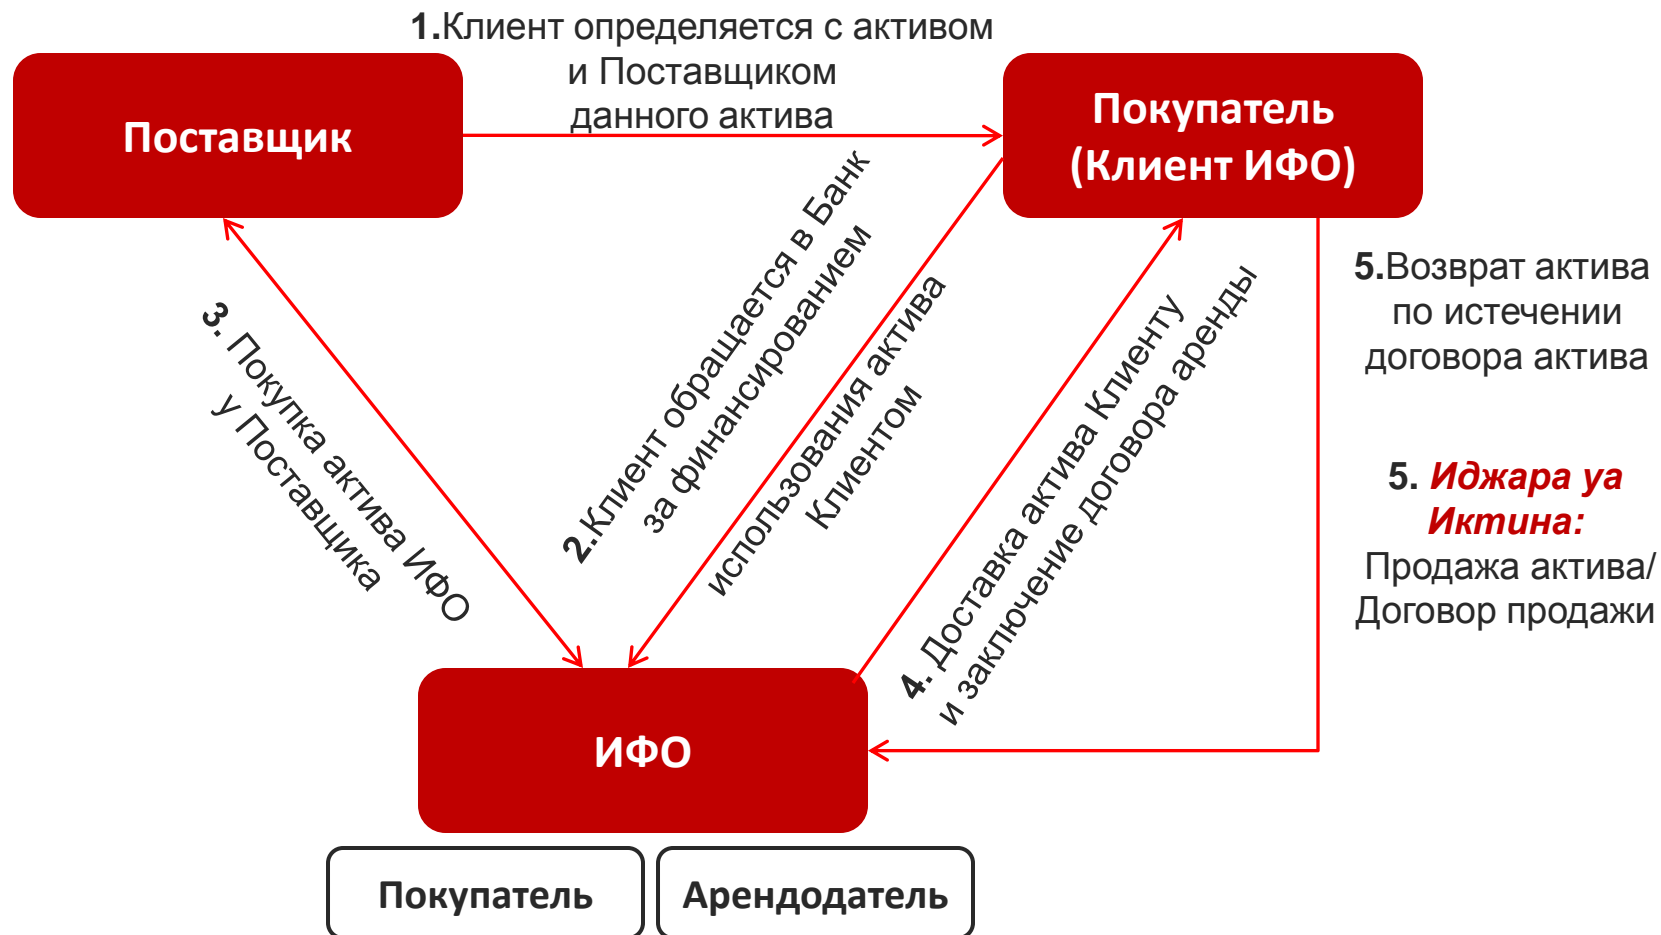 1.Клиент определяется с активом
и Поставщиком
данного актива
Поставщик
Покупатель
(Клиент ИФО)
3. Покупка актива ИФО
у Поставщика
2.Клиент обращается в Банк
за финансированием
использования актива
Клиентом
4. Доставка актива Клиенту
и заключение договора аренды
5.Возврат актива
по истечении
договора актива
5. Иджара уа
Иктина:
Продажа актива/
Договор продажи
ИФО
Покупатель
Арендодатель